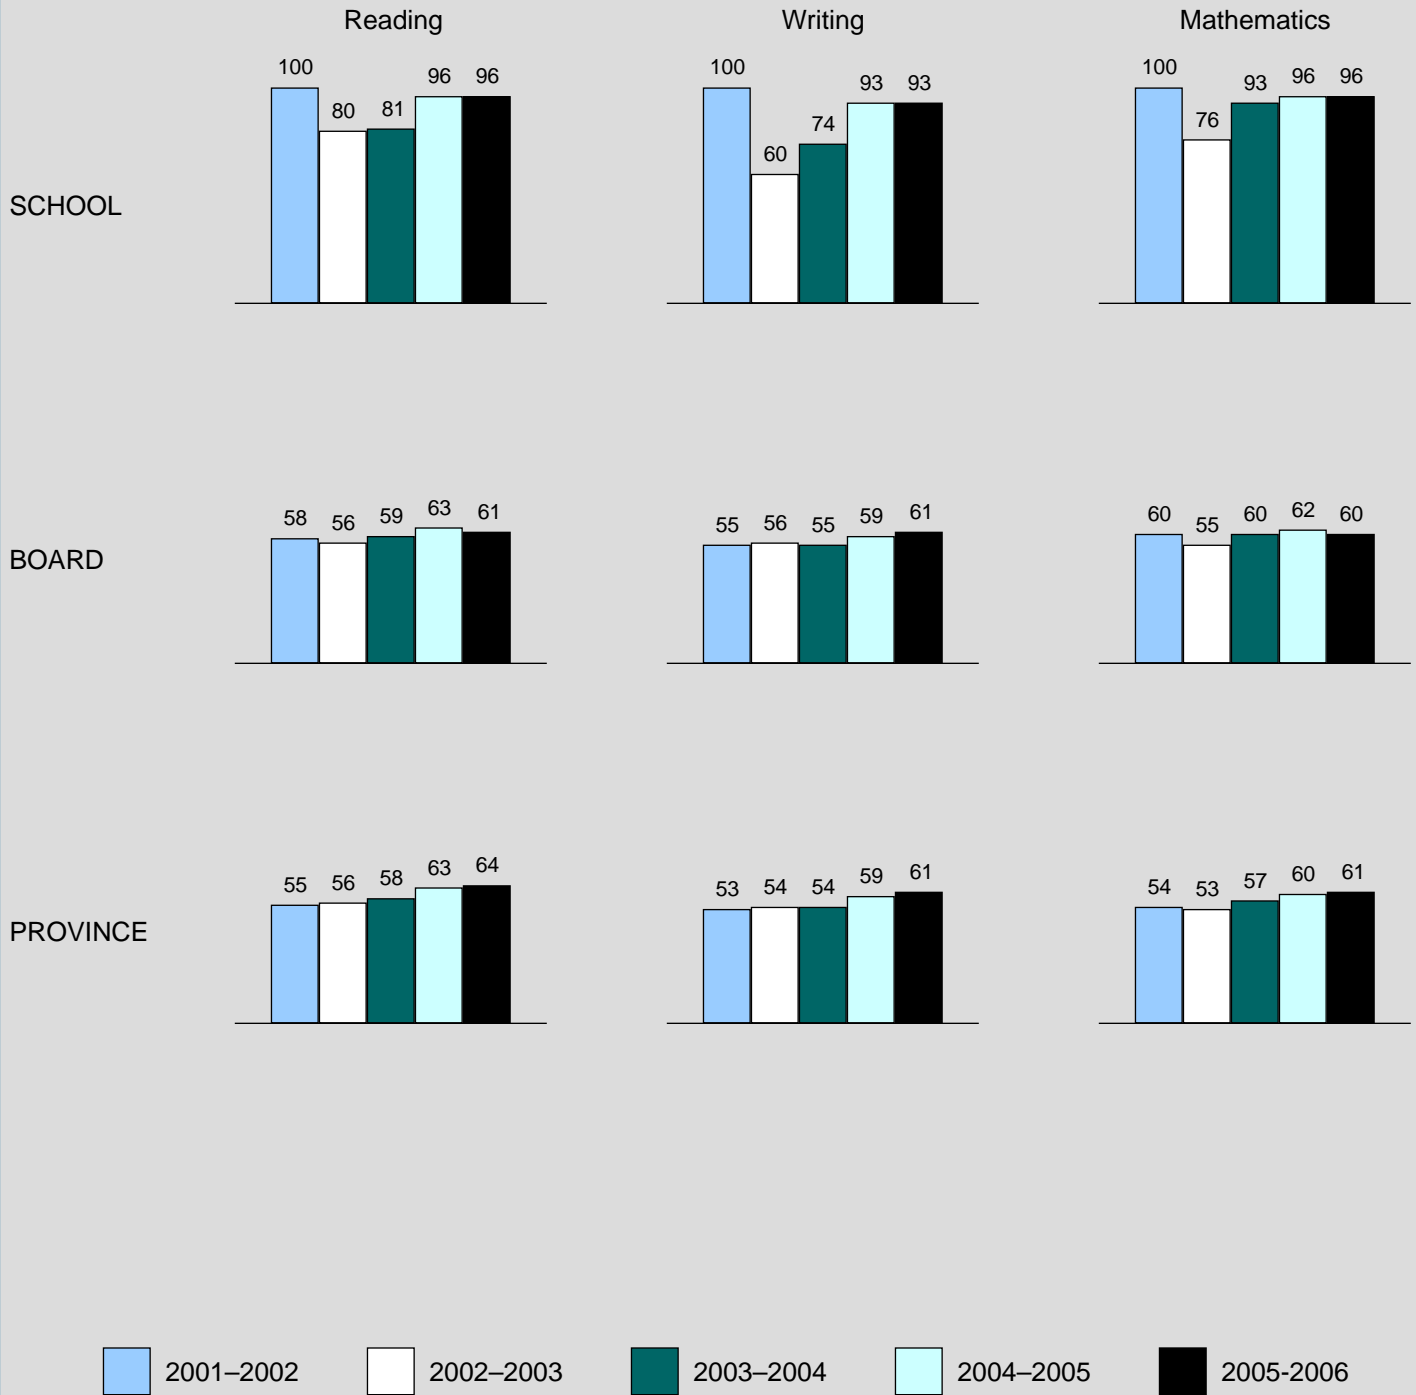 Reading Writing Mathematics
100 80 81 96 96 100 60 74 93 93 100 76 93 96 96
SCHOOL
58 56 59 63 61 55 56 55 59 61 60 55 60 62 60
BOARD
55 56 58 63 64 53 54 54 59 61 54 53 57 60 61
PROVINCE
2001–2002 2002–2003 2003–2004 2004–2005 2005-2006